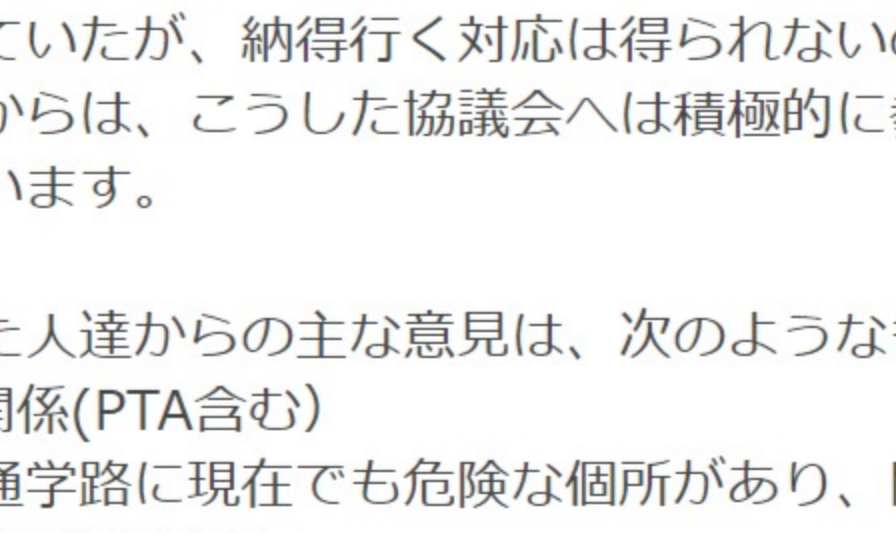 ていたが、納得行く対応は得られない
からは、こうした協議会へは積極的に
います。
た人達からの主な意見は、次のような
関係(PTA含む）
通学路に現在でも危険な個所があり、